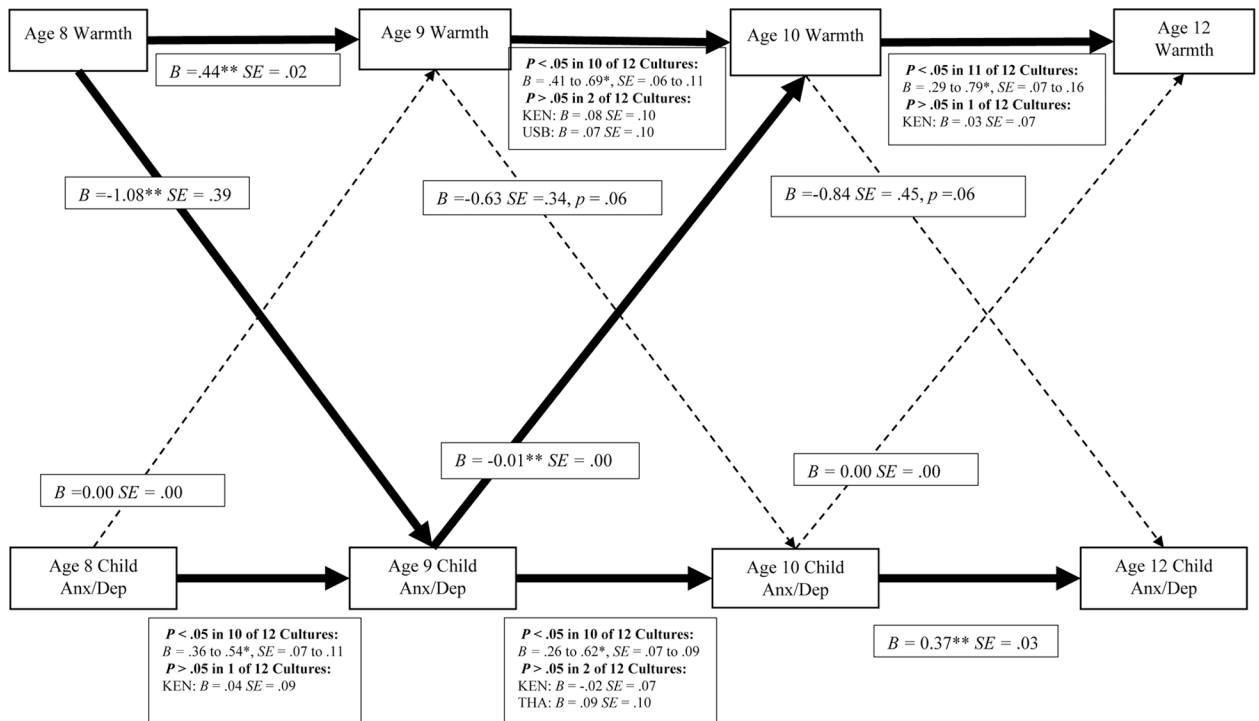 Age 8 Warmth
Age 9 Warmth
Age 10 Warmth
Age 12
Warmth
B =.44** SE = .02
P < .05 in 10 of 12 Cultures:
B = .41 to .69*, SE = .06 to .11
P > .05 in 2 of 12 Cultures:
KEN: B = .08 SE = .10
USB: B = .07 SE = .10
P < .05 in 11 of 12 Cultures:
B = .29 to .79*, SE = .07 to .16
P > .05 in 1 of 12 Cultures:
KEN: B = .03 SE = .07
B =-1.08** SE = .39
B =-0.63 SE =.34, p = .06
B =-0.84 SE = .45, p =.06
B =0.00 SE = .00
B = -0.01** SE = .00
B = 0.00 SE = .00
Age 8 Child
Anx/Dep
Age 9 Child
Anx/Dep
Age 10 Child
Anx/Dep
Age 12 Child
Anx/Dep
P < .05 in 10 of 12 Cultures:
B = .36 to .54*, SE = .07 to .11
P > .05 in 1 of 12 Cultures:
KEN: B = .04 SE = .09
P < .05 in 10 of 12 Cultures:
B = .26 to .62*, SE = .07 to .09
P > .05 in 2 of 12 Cultures:
KEN: B = -.02 SE = .07
THA: B = .09 SE = .10
B = 0.37** SE = .03